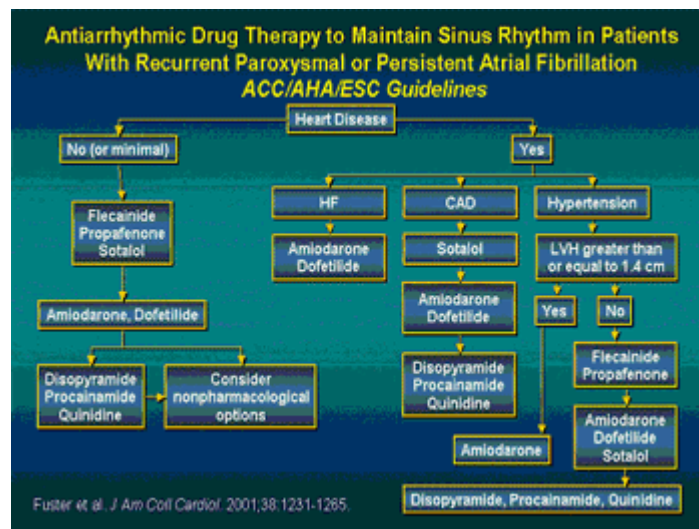 Antiarrhythmic Drug Therapy to Maintain Sinus Rhythm in Patients
With Recurrent Paroxysmal or Persistent Atrial Fibrillation
ACC/AHA/ESC Guidelines
Heart Disease
No (or minimal)
Yes
Flecainide
Propafenone
Sotalol
Amiodarone, Dofetilide
Disopyramide
Procainamide
Quinidine
Consider
nonpharmacological
options
HF
Amiodarone
Dofetilide
CAD
Sotalol
Amiodarone
Dofetilide
Disopyramide
Procainamide
Quinidine
Hypertension
LVH greater than
or equal to 1.4 cm
Yes
No
Amiodarone
Flecainide
Propafenone
Amiodarone
Dofetilide
Sotalol
Disopyramide, Procainamide, Quinidine
Fuster et al. J Am Coll Cardiol. 2001;38:1231-1265.